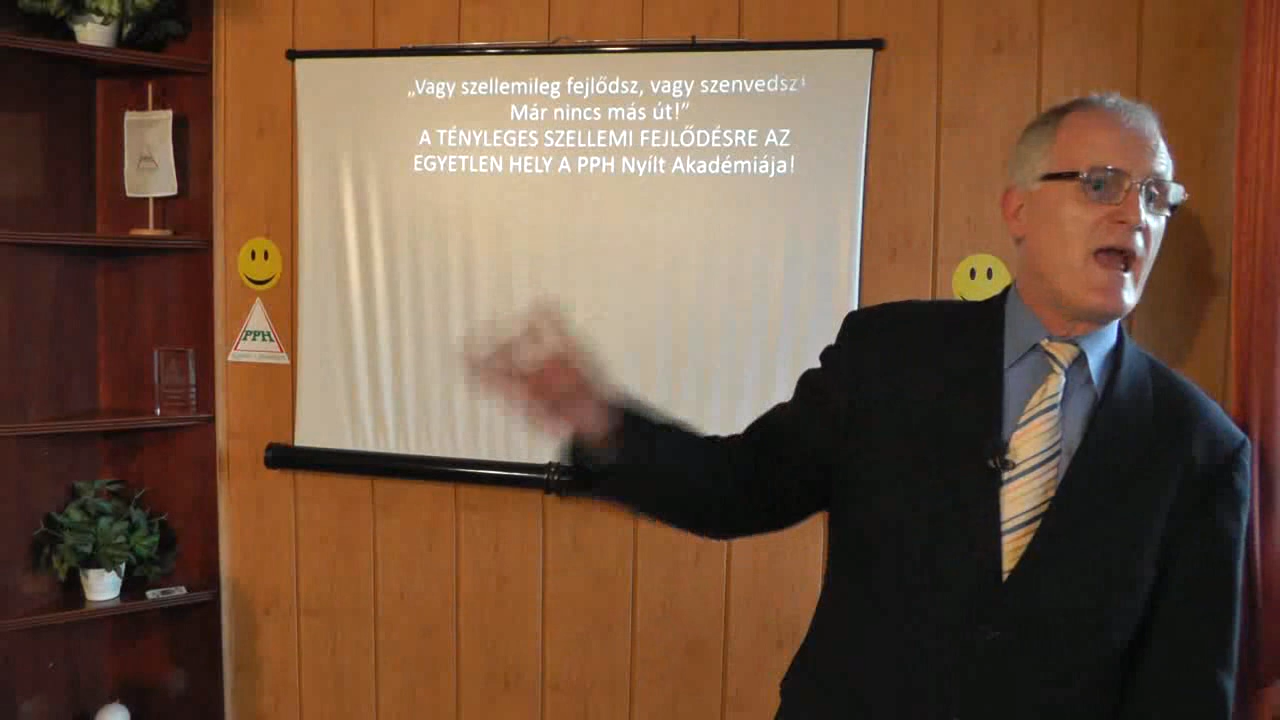 „Vagy szellemileg fejlődsz, vagy szenvedsz!
Már nincs más út!”
A TÉNYLEGES SZELLEMI FEJLŐDÉSRE AZ
EGYETLEN HELY A PPH Nyílt Akadémiája!
PPH